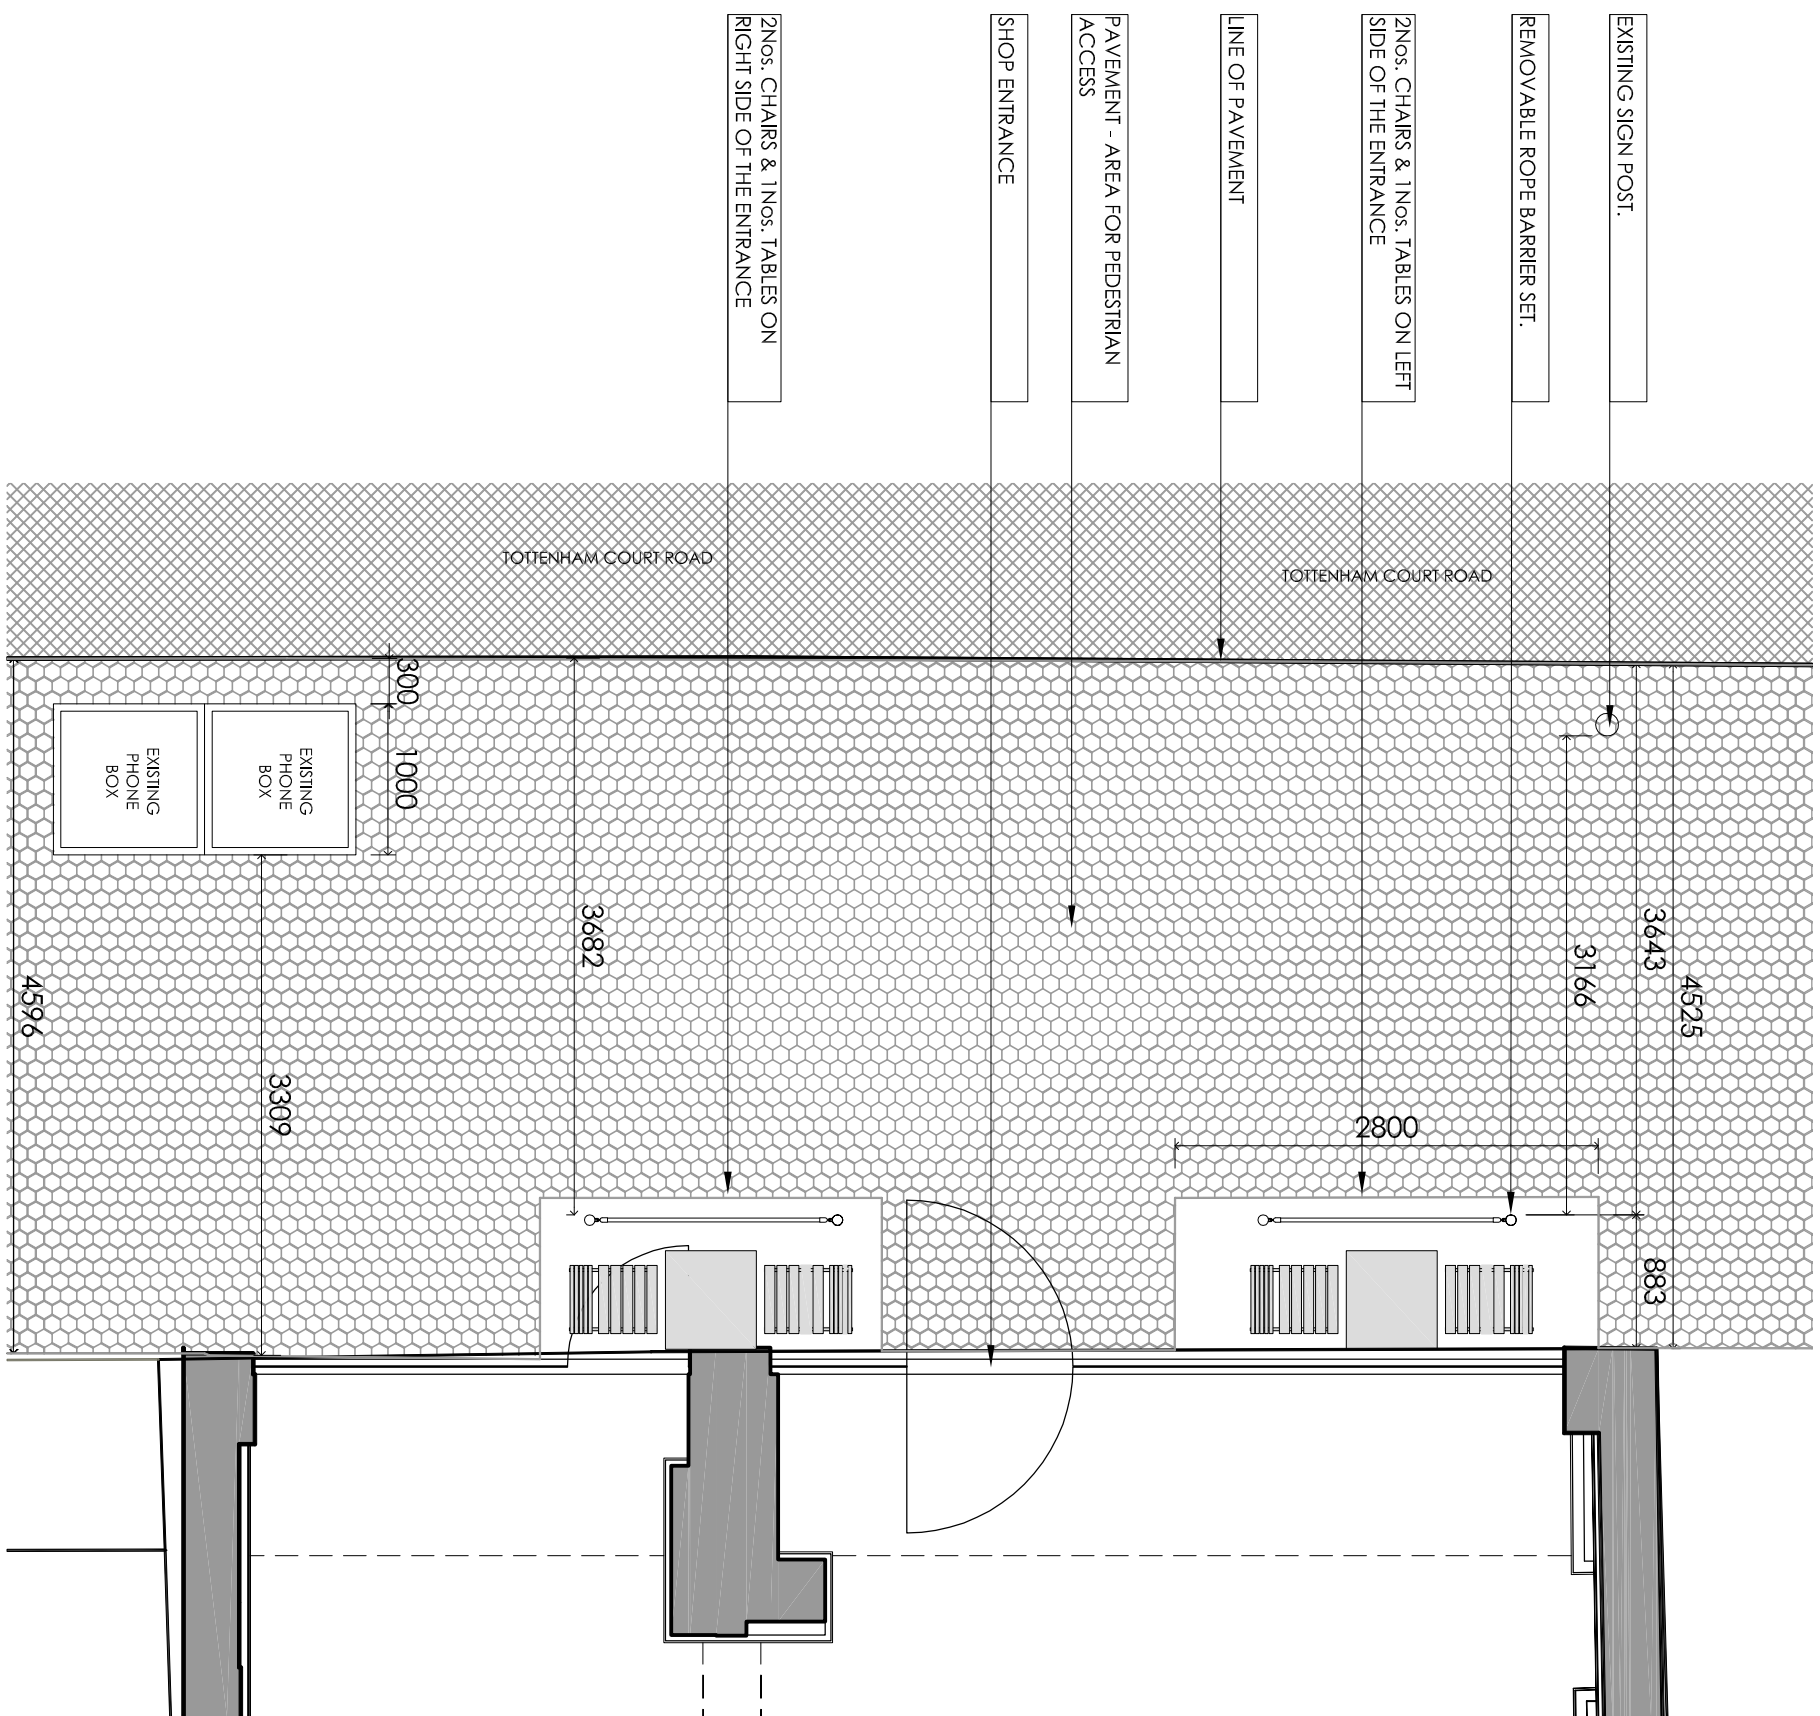 2Nos. CHAIRS & 1Nos. TABLES ON
RIGHT SIDE OF THE ENTRANCE
SHOP ENTRANCE
PAVEMENT - AREA FOR PEDESTRIAN
ACCESS
LINE OF PAVEMENT
2Nos. CHAIRS & 1Nos. TABLES ON LEFT
SIDE OF THE ENTRANCE
REMOVABLE ROPE BARRIER SET.
EXISTING SIGN POST.
TOTTENHAM COURT ROAD
TOTTENHAM COURT ROAD
300
1000
EXISTING
PHONE
BOX
EXISTING
PHONE
BOX
3682
3643
3166
4525
4596
3309
2800
883